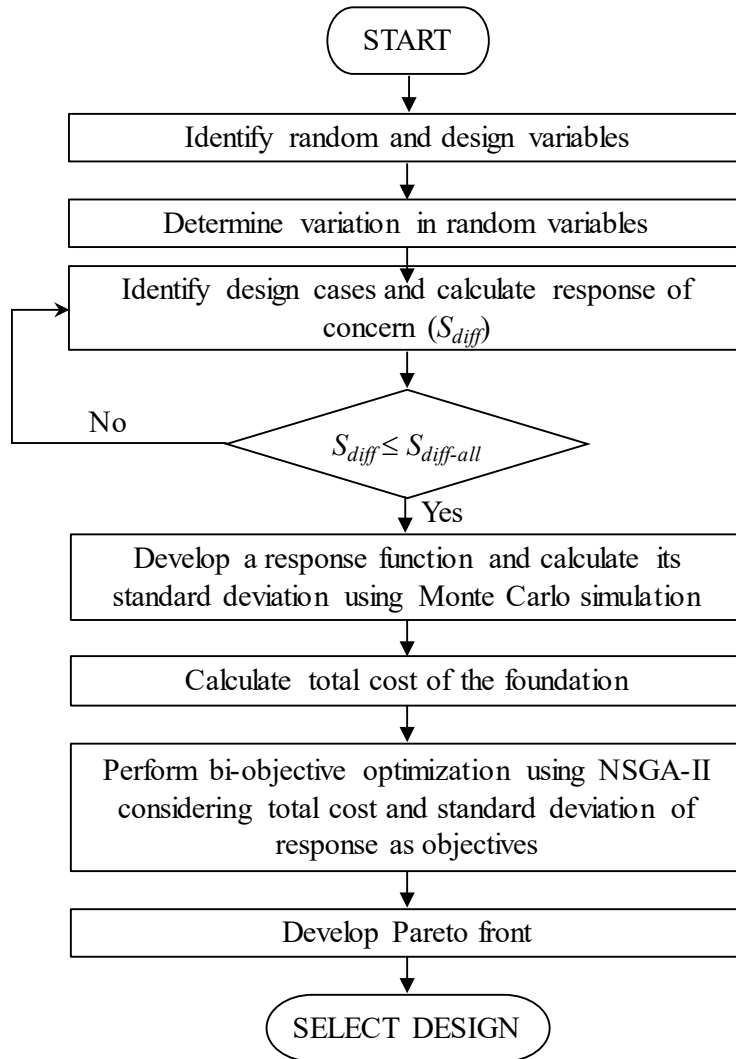 START
Identify random and design variables
Determine variation in random variables
Identify design cases and calculate response of
concern (S_diff)
No
S_diff ≤ S_diff-all
Yes
Develop a response function and calculate its
standard deviation using Monte Carlo simulation
Calculate total cost of the foundation
Perform bi-objective optimization using NSGA-II
considering total cost and standard deviation of
response as objectives
Develop Pareto front
SELECT DESIGN